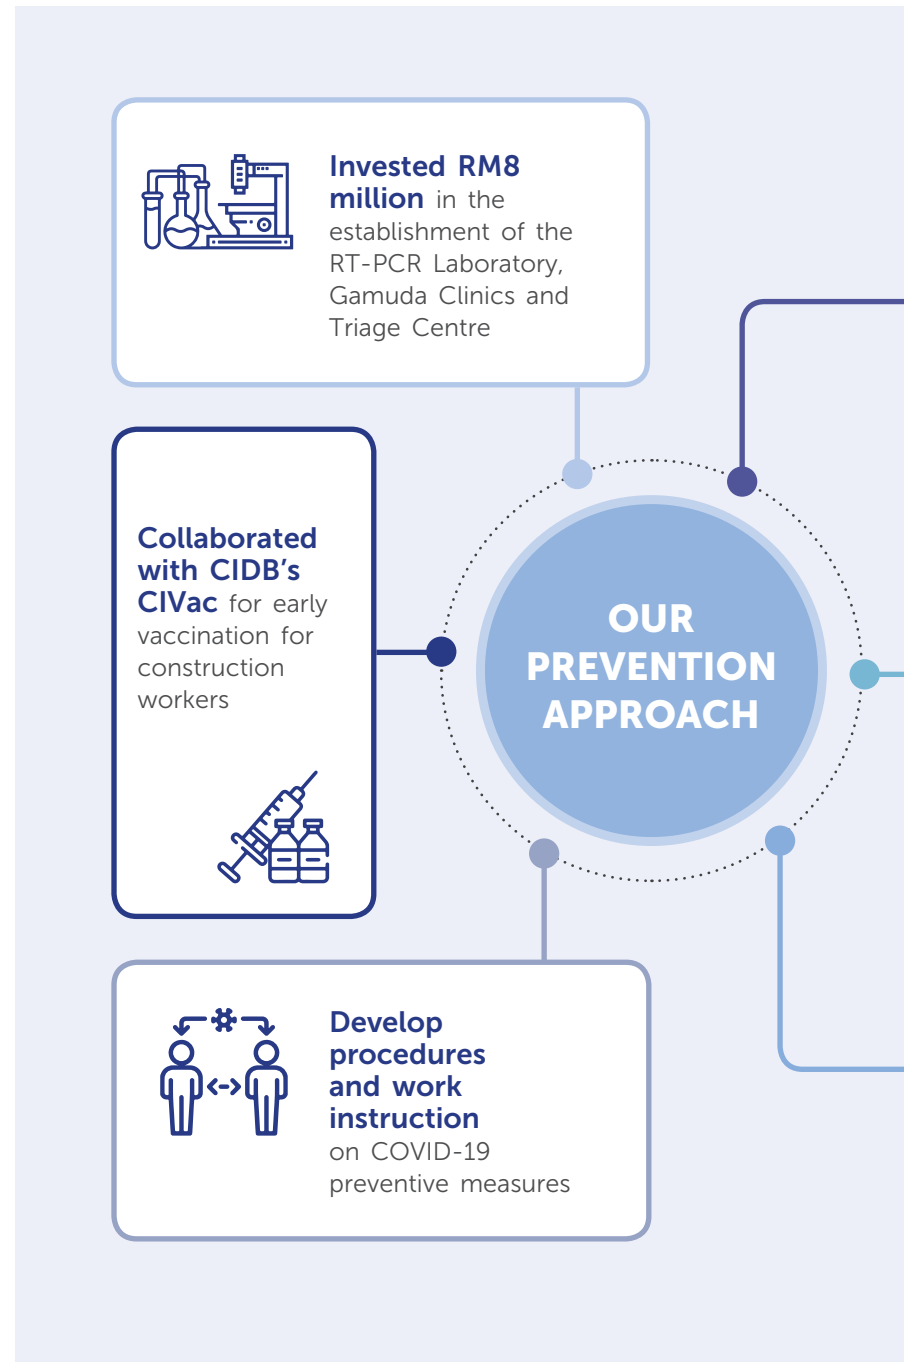 Invested RM8
million in the
establishment of the
RT-PCR Laboratory,
Gamuda Clinics and
Triage Centre
Collaborated
with CIDB's
CIVac for early
vaccination for
construction
workers
OUR
PREVENTION
APPROACH
Develop
procedures
and work
instruction
on COVID-19
preventive measures